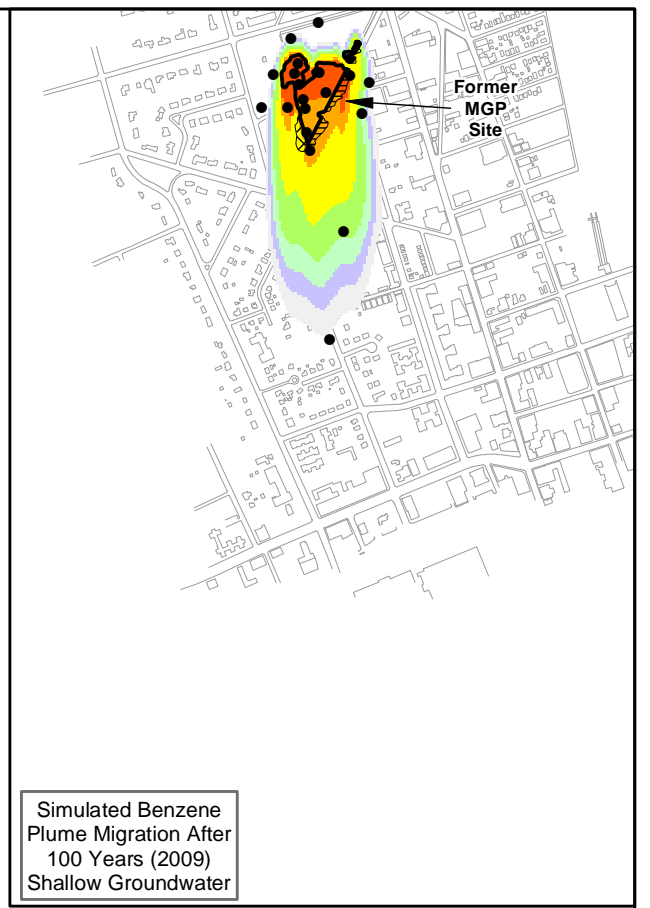 Former
MGP
Site
Simulated Benzene
Plume Migration After
100 Years (2009)
Shallow Groundwater